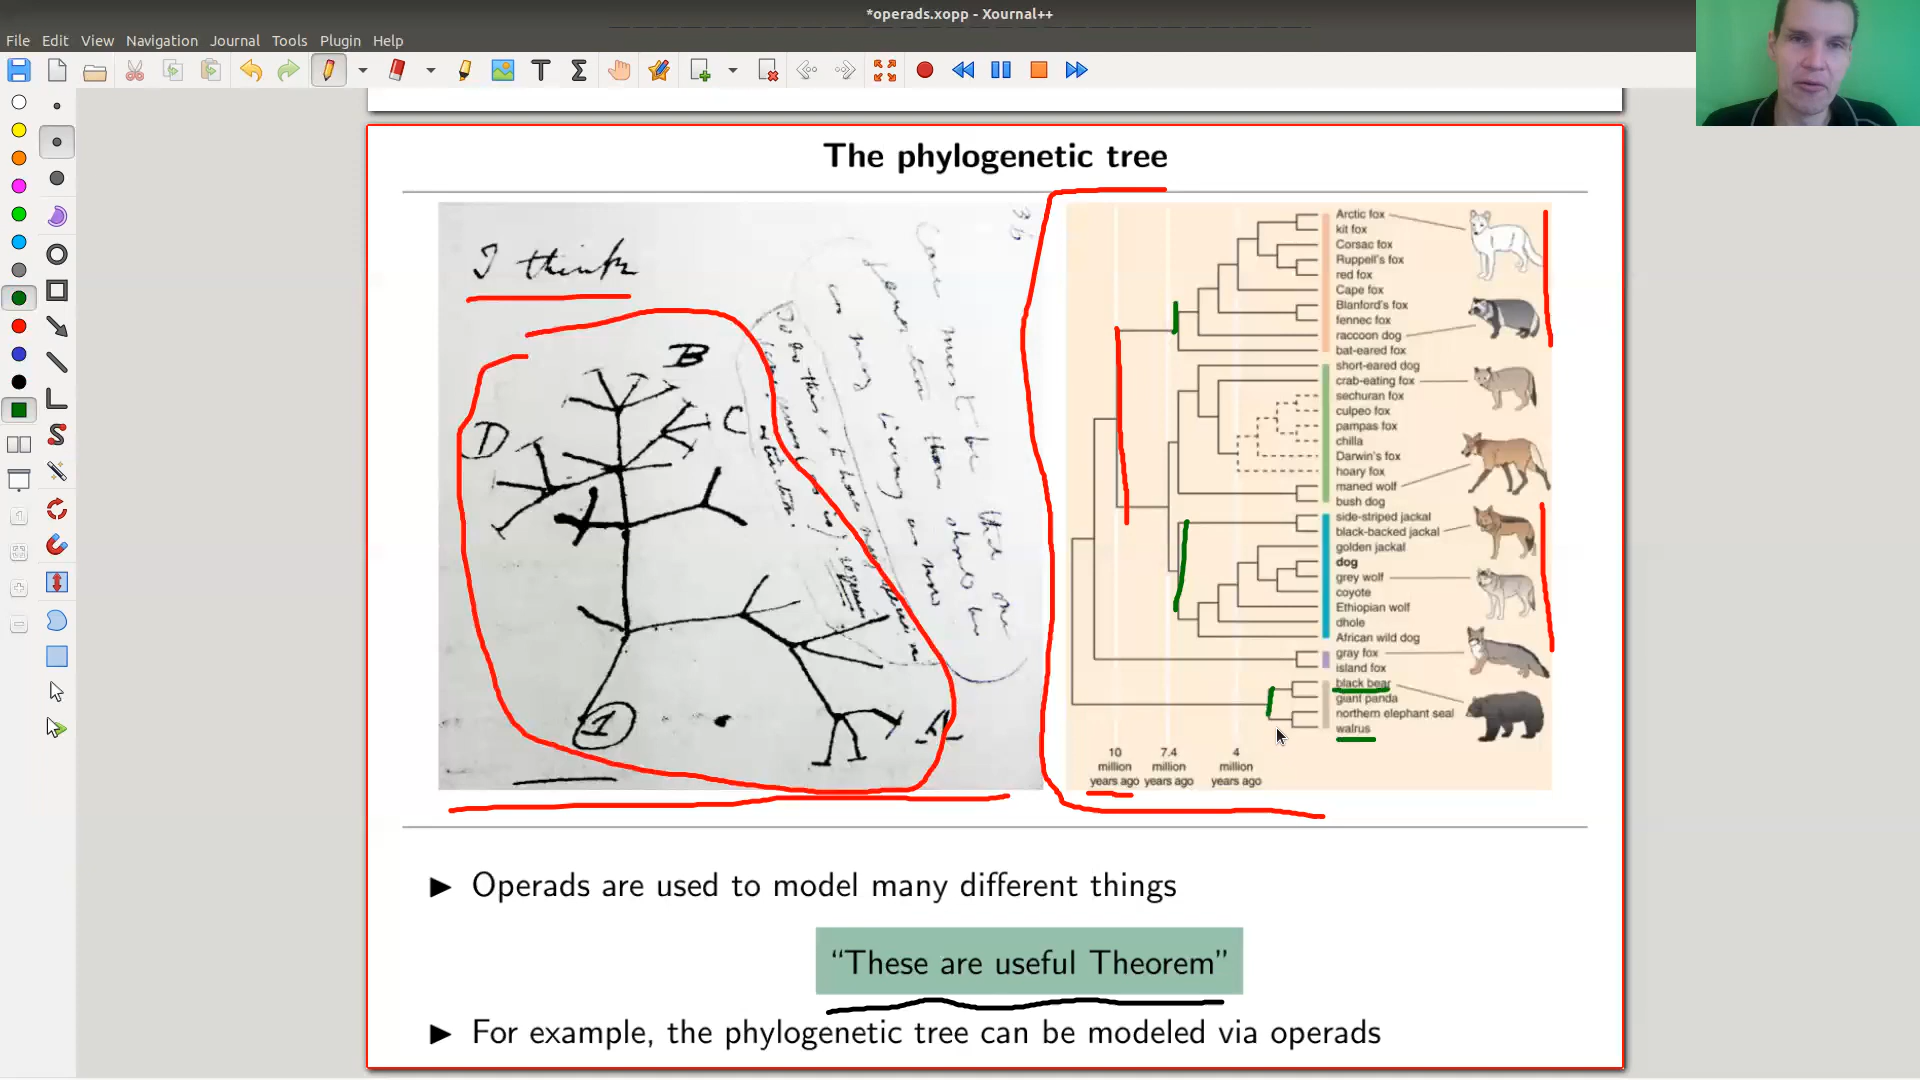 *operads.xopp - Xournal++
File Edit View Navigation Journal Tools Plugin Help
The phylogenetic tree
I think
36
B
C
D
A
1
Arctic fox
kit fox
Corsac fox
Ruppell's fox
red fox
Cape fox
Blanford's fox
fennec fox
raccoon dog
bat-eared fox
short-eared dog
crab-eating fox
sechuran fox
culpeo fox
pampas fox
chilla
Darwin's fox
hoary fox
maned wolf
bush dog
side-striped jackal
black-backed jackal
golden jackal
dog
grey wolf
coyote
Ethiopian wolf
dhole
African wild dog
gray fox
island fox
black bear
giant panda
northern elephant seal
walrus
10 7.4 4
million million million
years ago years ago years ago
▶ Operads are used to model many different things
“These are useful Theorem”
▶ For example, the phylogenetic tree can be modeled via operads